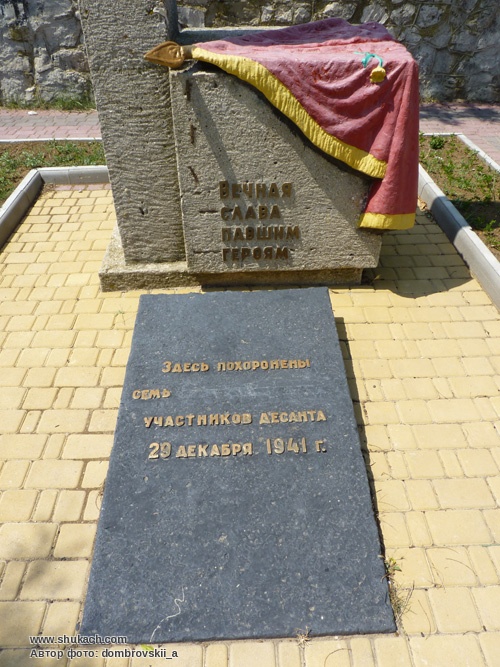 Вечная
слава
павшим
героям
Здесь похоронены
семь
участников десанта
29 декабря 1941 г.
www.shukach.com
Автор фото: dombrovskii_a